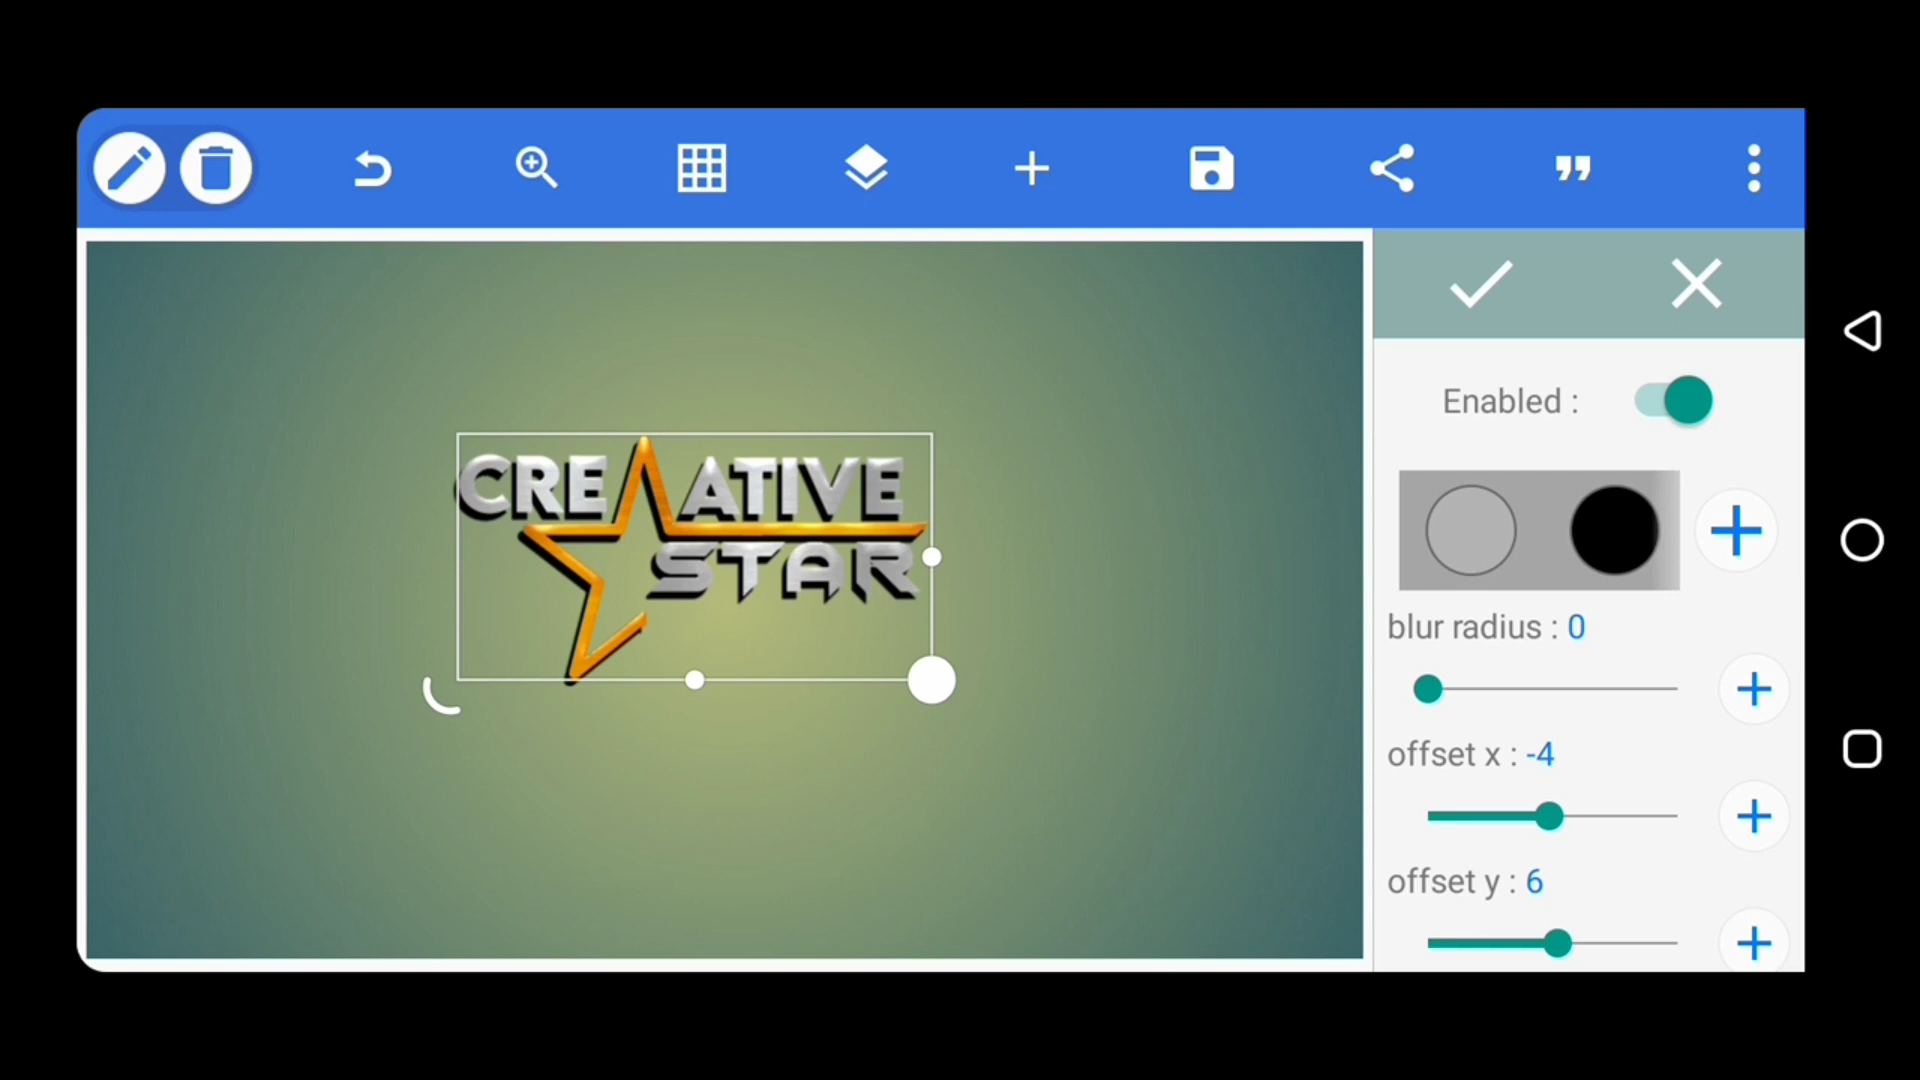 Enabled :
CREATIVE
STAR
blur radius : 0
offset x : -4
offset y : 6